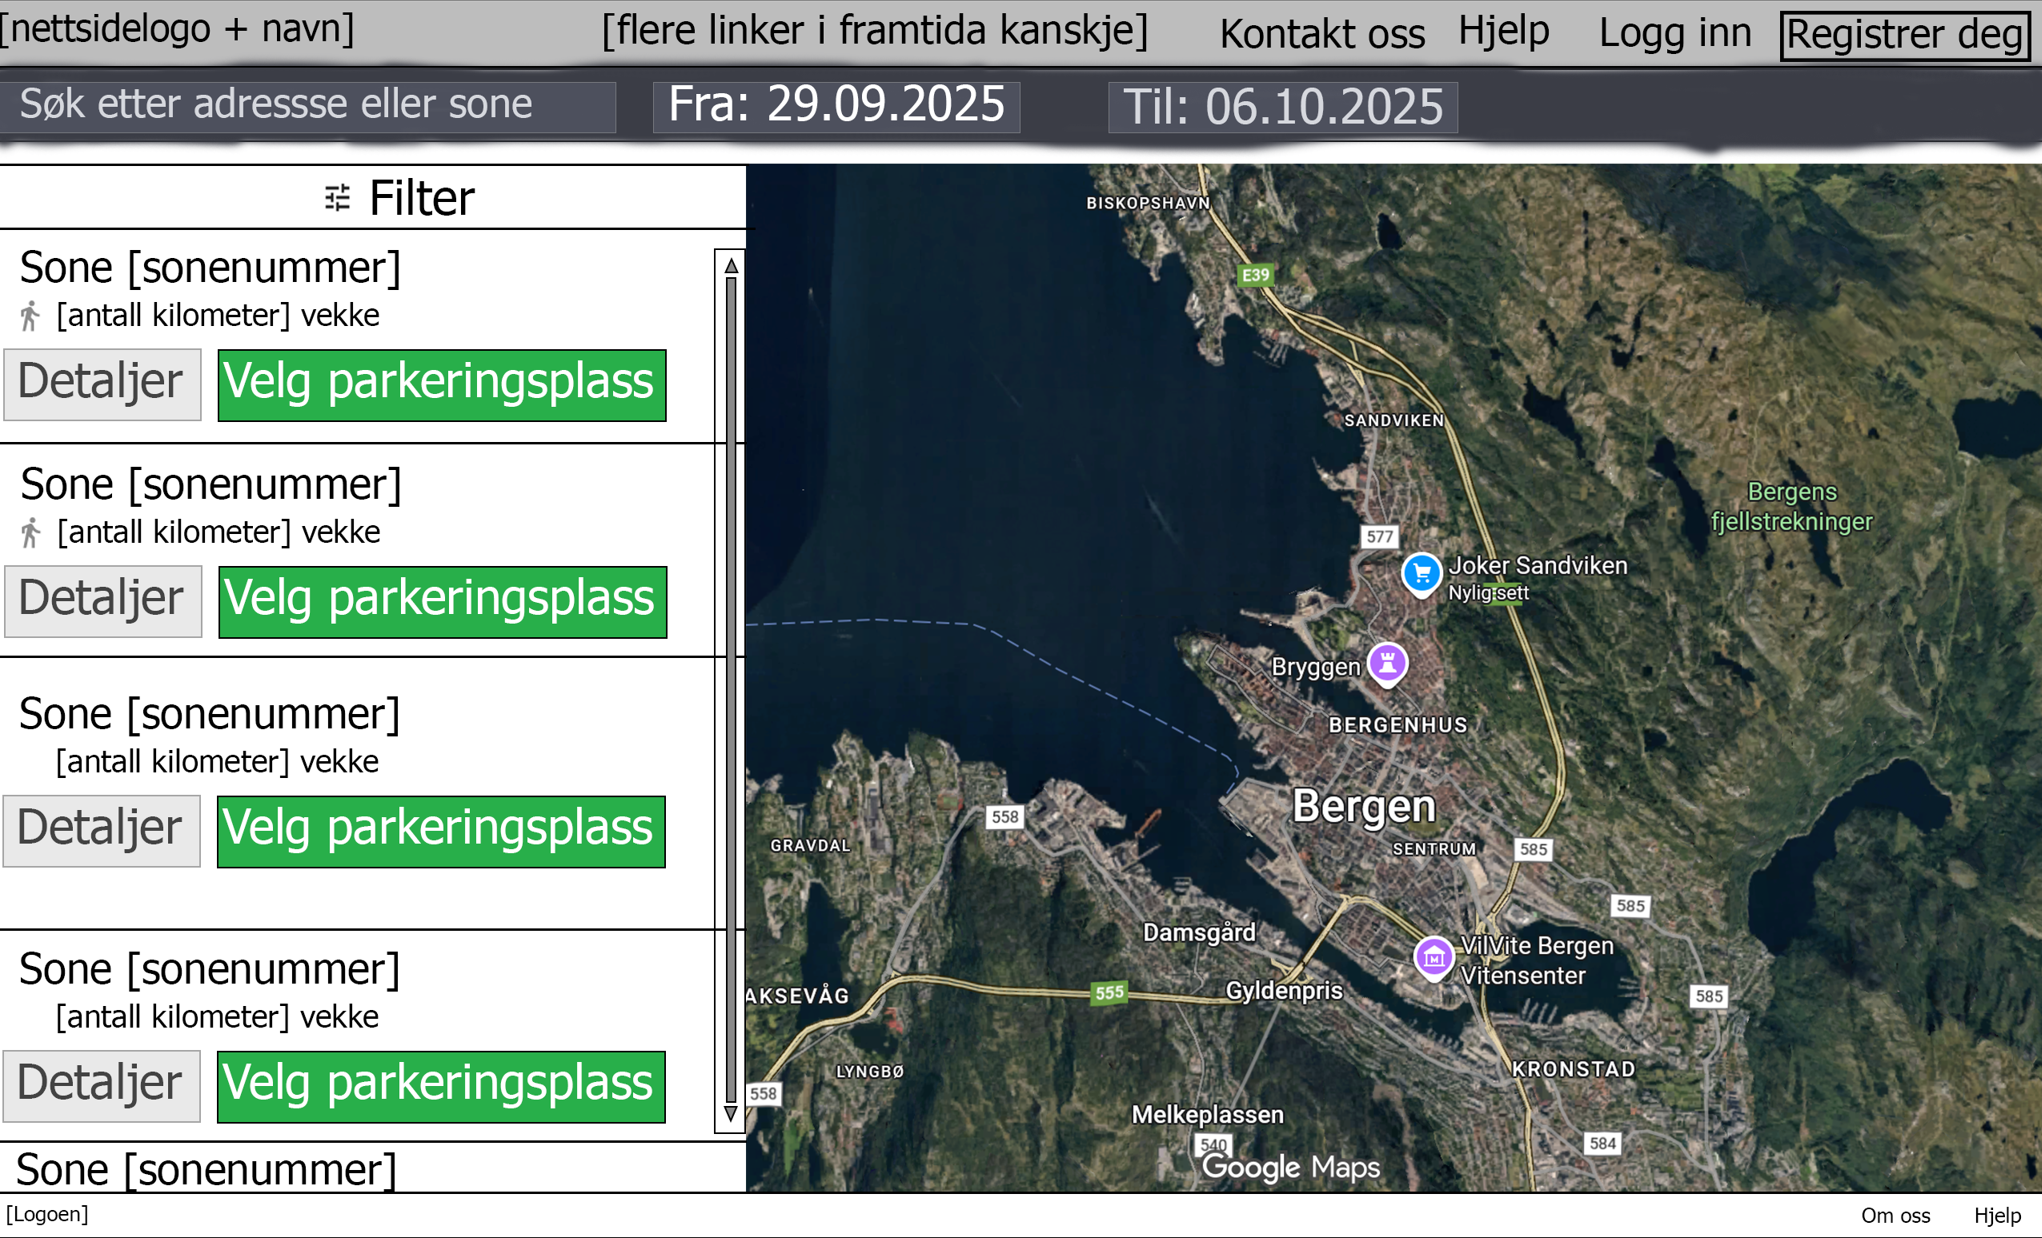 [nettsidelogo + navn]
[flere linker i framtida kanskje]
Kontakt oss
Hjelp
Logg inn
Registrer deg
Søk etter adressse eller sone
Fra: 29.09.2025
Til: 06.10.2025
Filter
Sone [sonenummer]
[antall kilometer] vekke
Detaljer
Velg parkeringsplass
Sone [sonenummer]
[antall kilometer] vekke
Detaljer
Velg parkeringsplass
Sone [sonenummer]
[antall kilometer] vekke
Detaljer
Velg parkeringsplass
Sone [sonenummer]
[antall kilometer] vekke
Detaljer
Velg parkeringsplass
Sone [sonenummer]
BISKOPSHAVN
E39
SANDVIKEN
Bergens
fjellstrekninger
577
Joker Sandviken
Nylig sett
Bryggen
BERGENHUS
Bergen
558
GRAVDAL
SENTRUM
585
585
Damsgård
VilVite Bergen
Vitensenter
AKSEVÅG
555
Gyldenpris
585
LYNGBØ
KRONSTAD
558
Melkeplassen
540
584
Google Maps
[Logoen]
Om oss
Hjelp